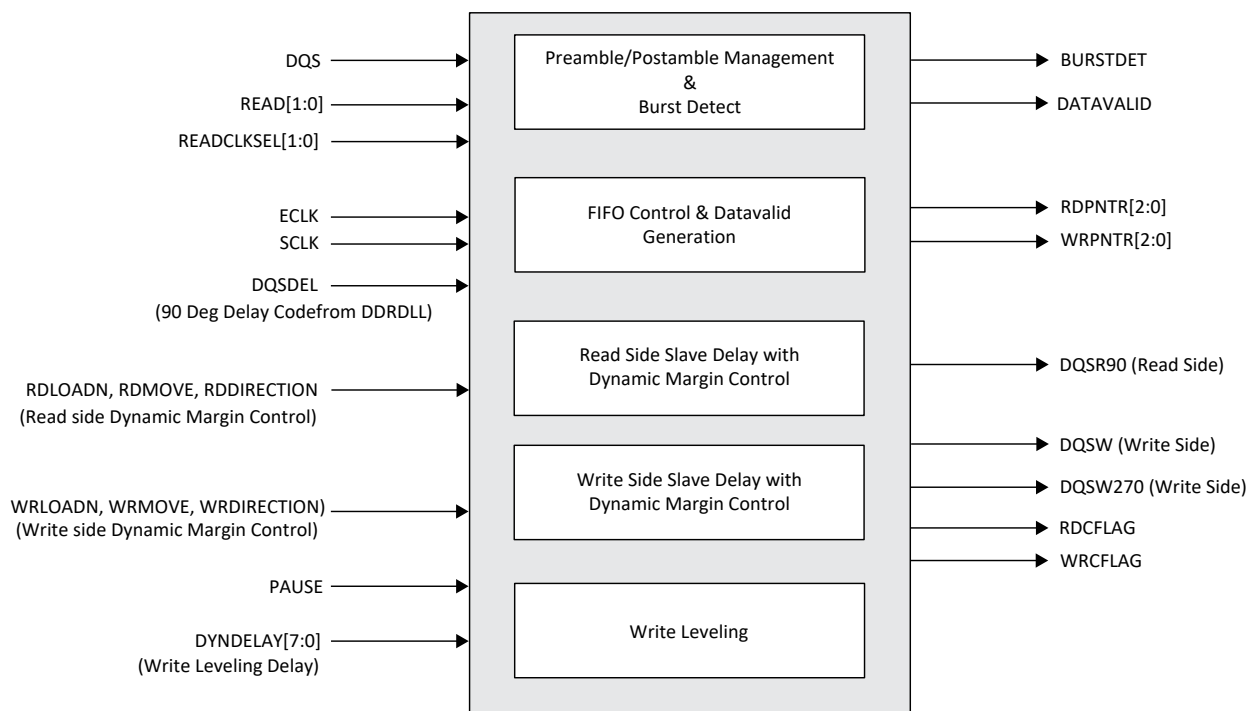 DQS
READ[1:0]
READCLKSEL[1:0]
ECLK
SCLK
DQSDEL
(90 Deg Delay Codefrom DDRDLL)
RDLOADN, RDMOVE, RDDIRECTION
(Read side Dynamic Margin Control)
WRLOADN, WRMOVE, WRDIRECTION)
(Write side Dynamic Margin Control)
PAUSE
DYNDELAY[7:0]
(Write Leveling Delay)
Preamble/Postamble Management
&
Burst Detect
FIFO Control & Datavalid
Generation
Read Side Slave Delay with
Dynamic Margin Control
Write Side Slave Delay with
Dynamic Margin Control
Write Leveling
BURSTDET
DATAVALID
RDPNTR[2:0]
WRPNTR[2:0]
DQSR90 (Read Side)
DQSW (Write Side)
DQSW270 (Write Side)
RDCFLAG
WRCFLAG